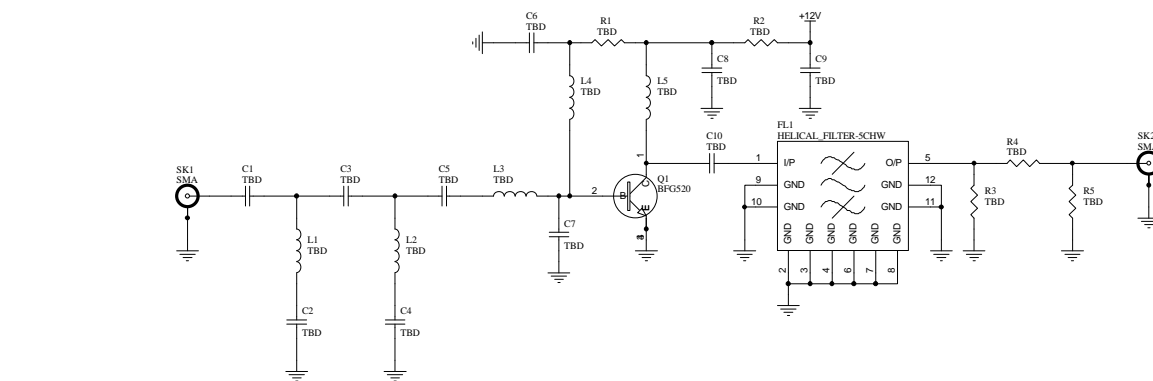 C6
TBD
R1
TBD
R2
TBD
+12V
L4
TBD
L5
TBD
C8
TBD
C9
TBD
C10
TBD
FL1
HELICAL_FILTER-5CHW
SK1
SMA
C1
TBD
C3
TBD
C5
TBD
L3
TBD
2
1
B
C
E
Q1
BFG520
C7
TBD
1
I/P
9
GND
10
GND
O/P
5
GND
12
GND
11
GND
GND
GND
GND
GND
GND
2
3
4
6
7
8
R4
TBD
R3
TBD
R5
TBD
L1
TBD
L2
TBD
C2
TBD
C4
TBD